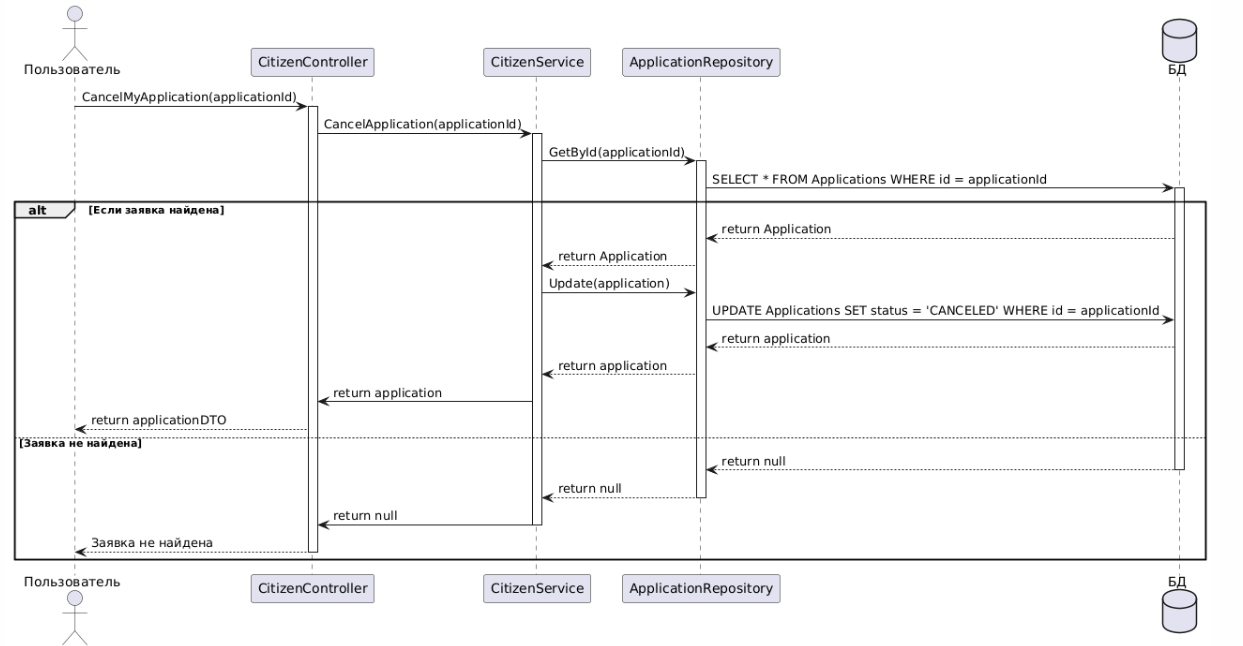 Пользователь
CitizenController
CitizenService
ApplicationRepository
БД
CancelMyApplication(applicationId)
CancelApplication(applicationId)
GetById(applicationId)
SELECT * FROM Applications WHERE id = applicationId
alt
[Если заявка найдена]
return Application
return Application
Update(application)
UPDATE Applications SET status = 'CANCELED' WHERE id = applicationId
return application
return application
return application
return applicationDTO
[Заявка не найдена]
return null
return null
return null
Заявка не найдена
Пользователь
CitizenController
CitizenService
ApplicationRepository
БД